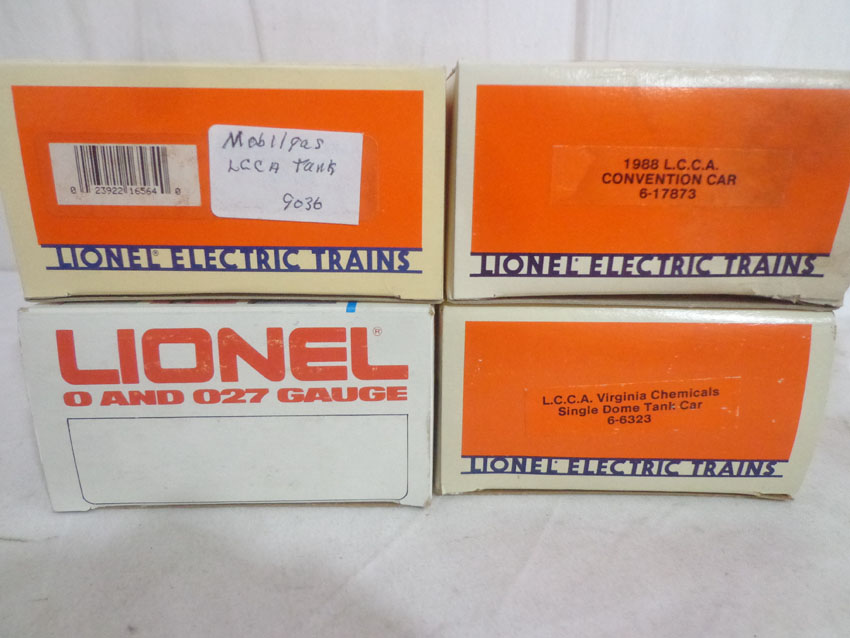 0 23922 16564 0
Mobilgas
LCCA Tank
9036
LIONEL® ELECTRIC TRAINS
1988 L.C.C.A.
CONVENTION CAR
6-17873
LIONEL® ELECTRIC TRAINS
LIONEL®
O AND O27 GAUGE
L.C.C.A. Virginia Chemicals
Single Dome Tank Car
6-6323
LIONEL® ELECTRIC TRAINS